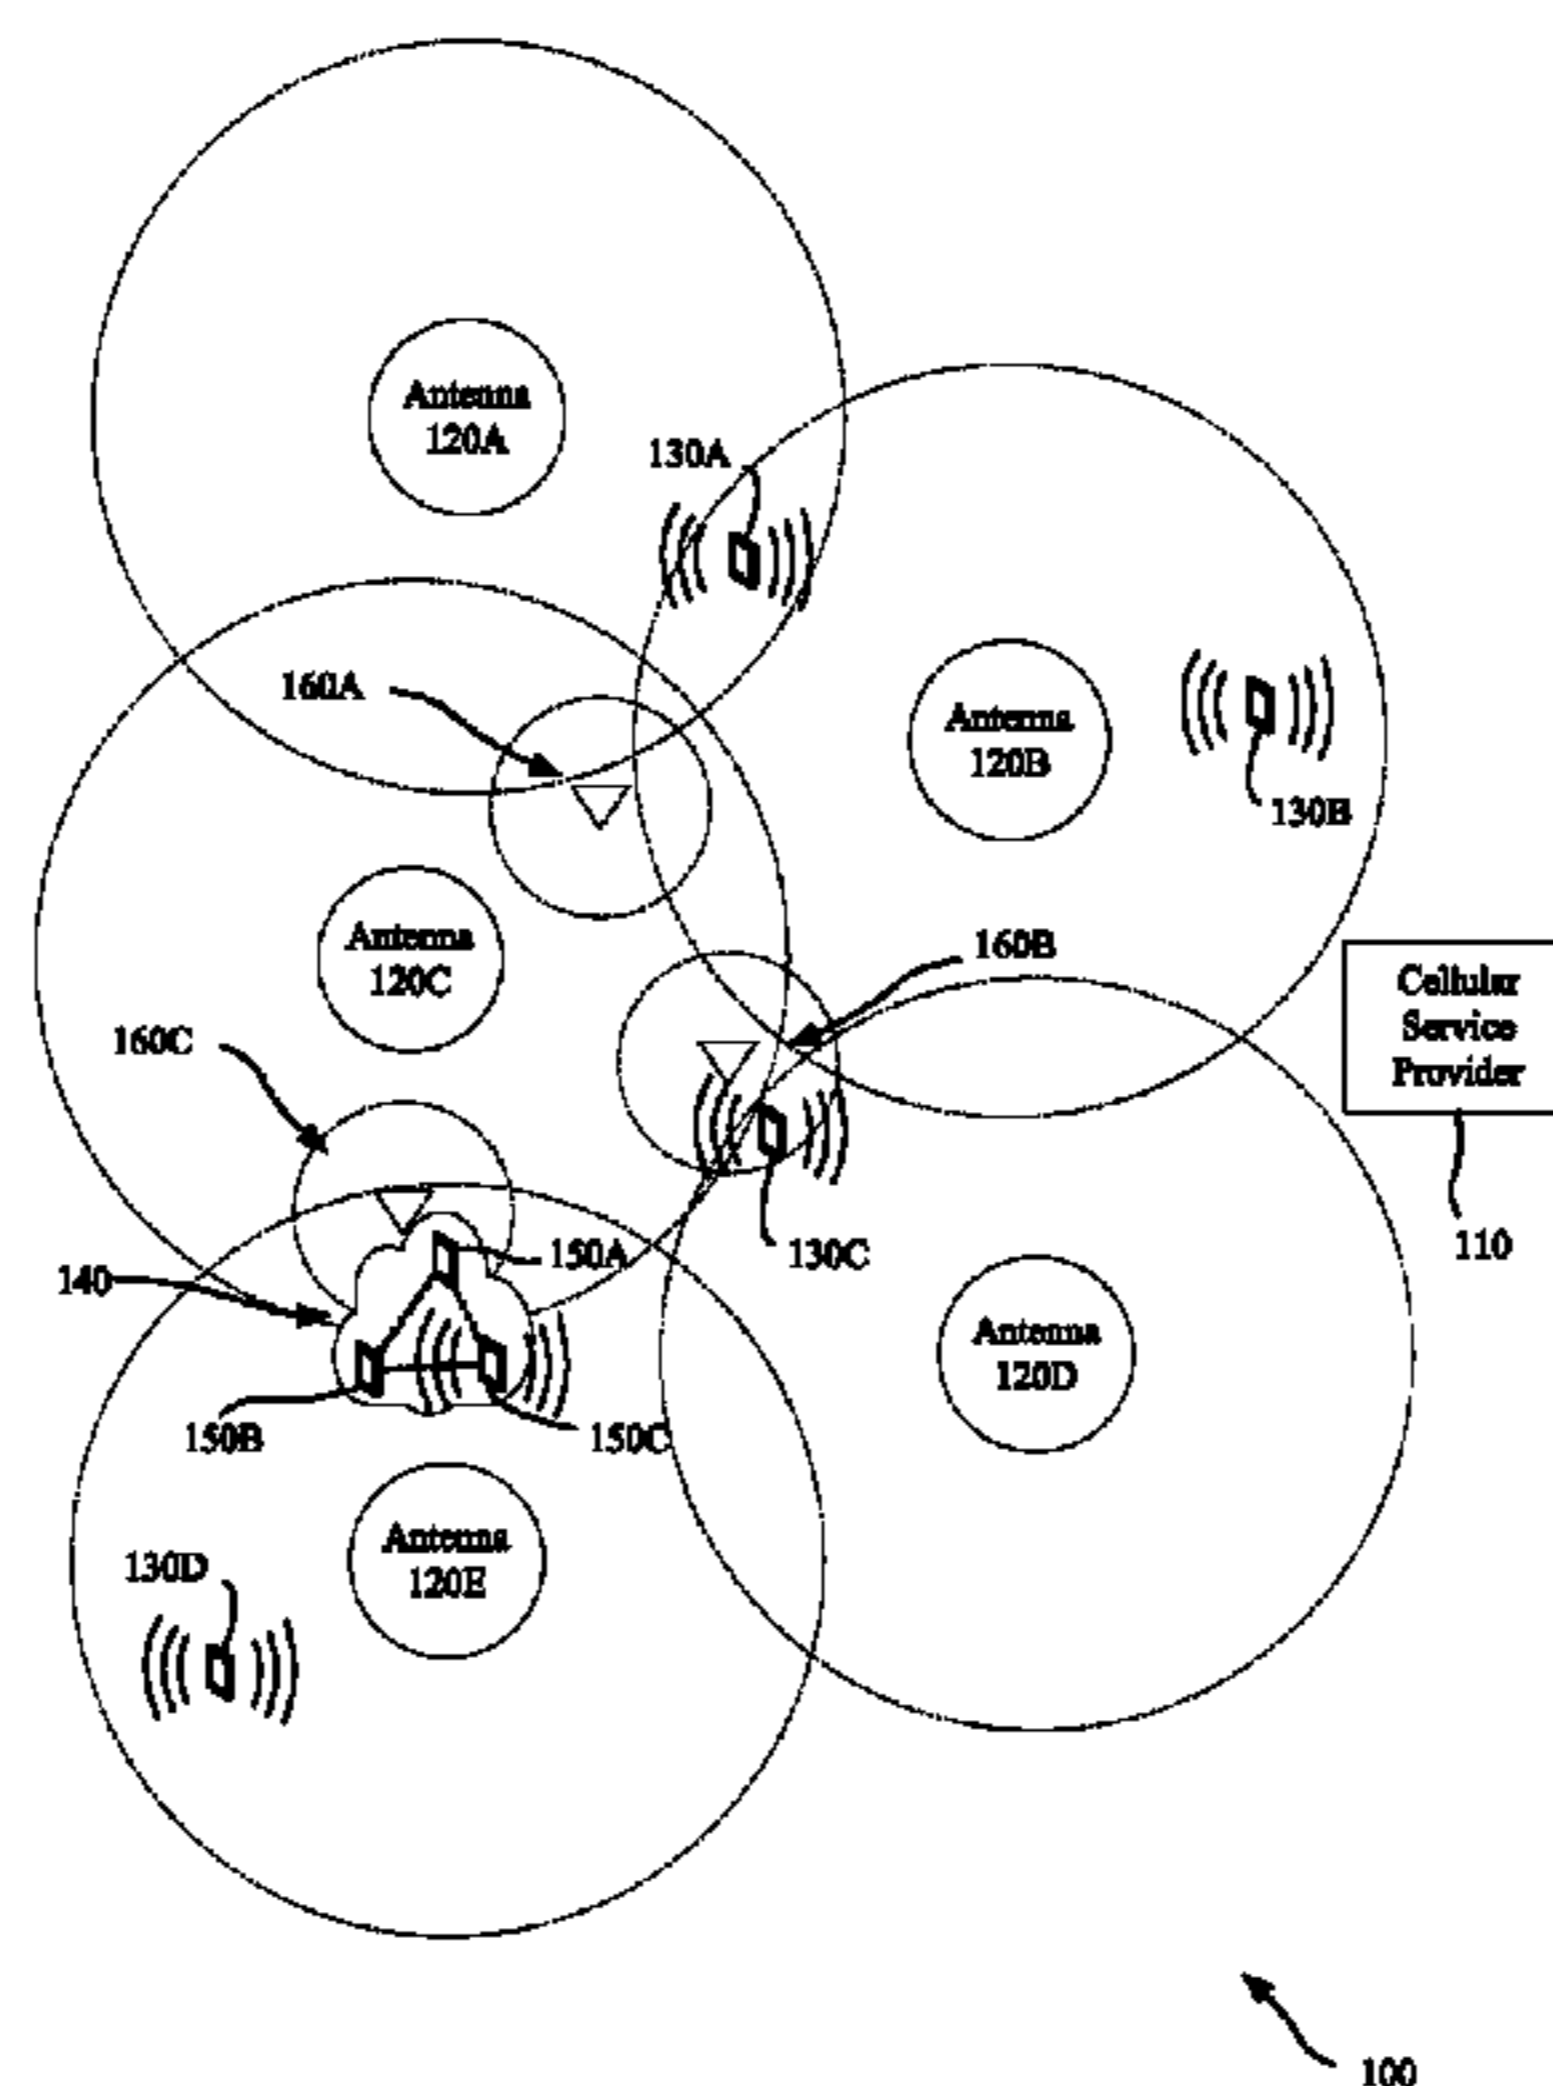 Antenna
120A
130A
160A
Antenna
120B
130B
Antenna
120C
160B
Cellular
Service
Provider
160C
110
150A
130C
140
Antenna
120D
150B
150C
Antenna
120E
130D
100